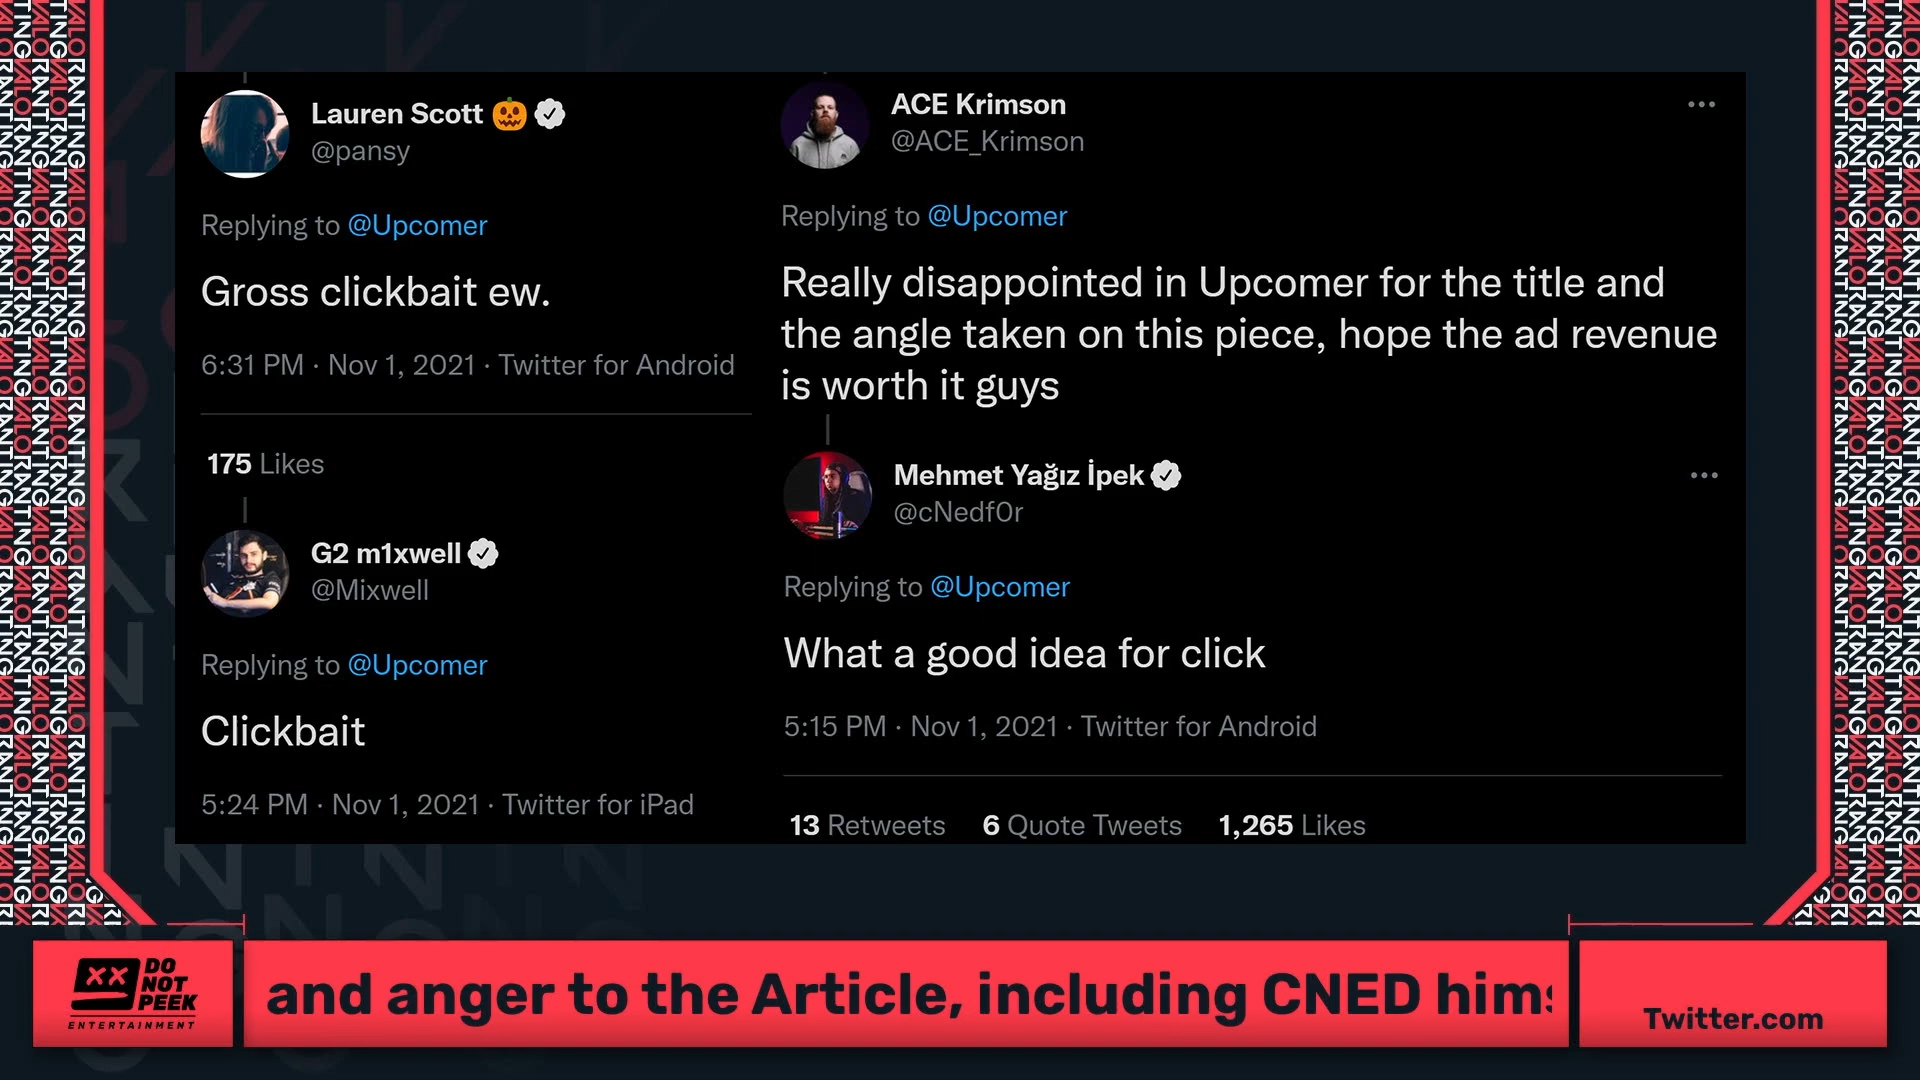 Lauren Scott 🎃
@pansy
Replying to @Upcomer
Gross clickbait ew.
6:31 PM · Nov 1, 2021 · Twitter for Android
175 Likes
G2 m1xwell
@Mixwell
Replying to @Upcomer
Clickbait
5:24 PM · Nov 1, 2021 · Twitter for iPad
ACE Krimson
@ACE_Krimson
Replying to @Upcomer
Really disappointed in Upcomer for the title and
the angle taken on this piece, hope the ad revenue
is worth it guys
Mehmet Yağız İpek
@cNedf0r
Replying to @Upcomer
What a good idea for click
5:15 PM · Nov 1, 2021 · Twitter for Android
13 Retweets 6 Quote Tweets 1,265 Likes
VALORANTING
DO
NOT
PEEK
ENTERTAINMENT
and anger to the Article, including CNED hims
Twitter.com